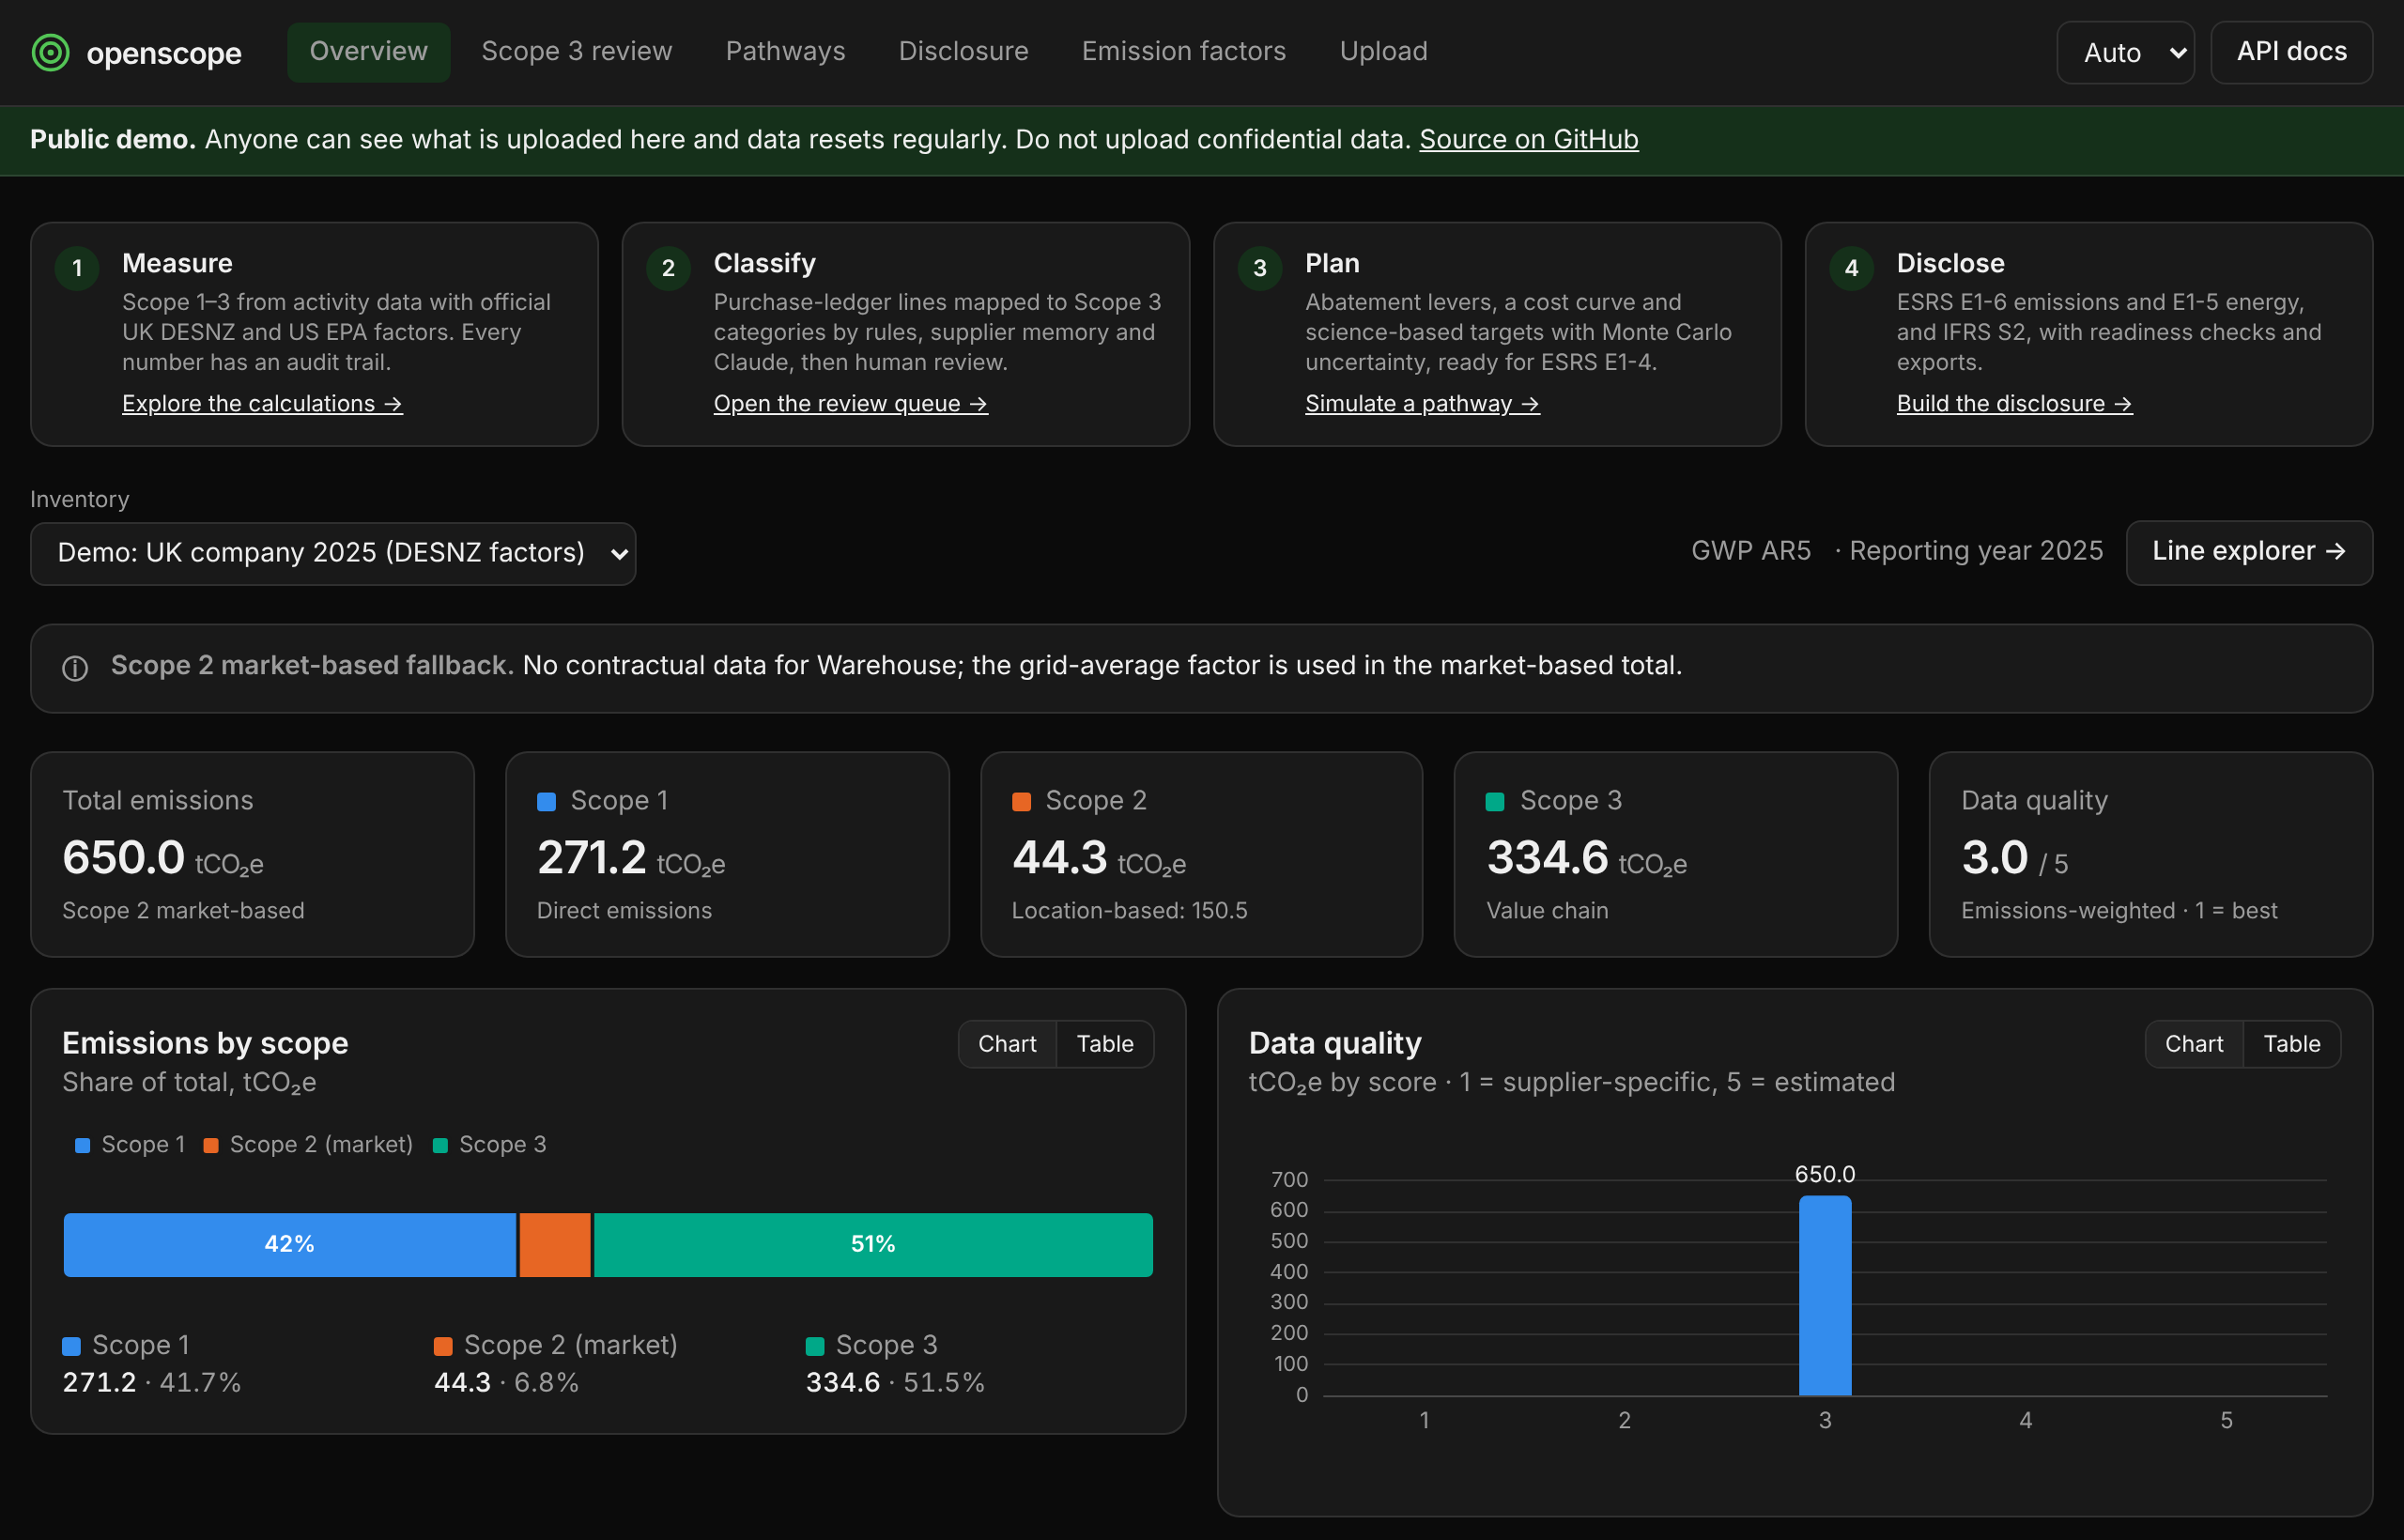 openscope
Overview
Scope 3 review
Pathways
Disclosure
Emission factors
Upload
Auto
API docs
Public demo. Anyone can see what is uploaded here and data resets regularly. Do not upload confidential data. Source on GitHub
1
Measure
Scope 1–3 from activity data with official
UK DESNZ and US EPA factors. Every
number has an audit trail.
Explore the calculations →
2
Classify
Purchase-ledger lines mapped to Scope 3
categories by rules, supplier memory and
Claude, then human review.
Open the review queue →
3
Plan
Abatement levers, a cost curve and
science-based targets with Monte Carlo
uncertainty, ready for ESRS E1-4.
Simulate a pathway →
4
Disclose
ESRS E1-6 emissions and E1-5 energy,
and IFRS S2, with readiness checks and
exports.
Build the disclosure →
Inventory
Demo: UK company 2025 (DESNZ factors)
GWP AR5 · Reporting year 2025
Line explorer →
Scope 2 market-based fallback. No contractual data for Warehouse; the grid-average factor is used in the market-based total.
Total emissions
650.0 tCO₂e
Scope 2 market-based
Scope 1
271.2 tCO₂e
Direct emissions
Scope 2
44.3 tCO₂e
Location-based: 150.5
Scope 3
334.6 tCO₂e
Value chain
Data quality
3.0 / 5
Emissions-weighted · 1 = best
Emissions by scope
Share of total, tCO₂e
Chart
Table
Scope 1
Scope 2 (market)
Scope 3
42%
51%
Scope 1
271.2 · 41.7%
Scope 2 (market)
44.3 · 6.8%
Scope 3
334.6 · 51.5%
Data quality
tCO₂e by score · 1 = supplier-specific, 5 = estimated
Chart
Table
650.0
700
600
500
400
300
200
100
0
1
2
3
4
5